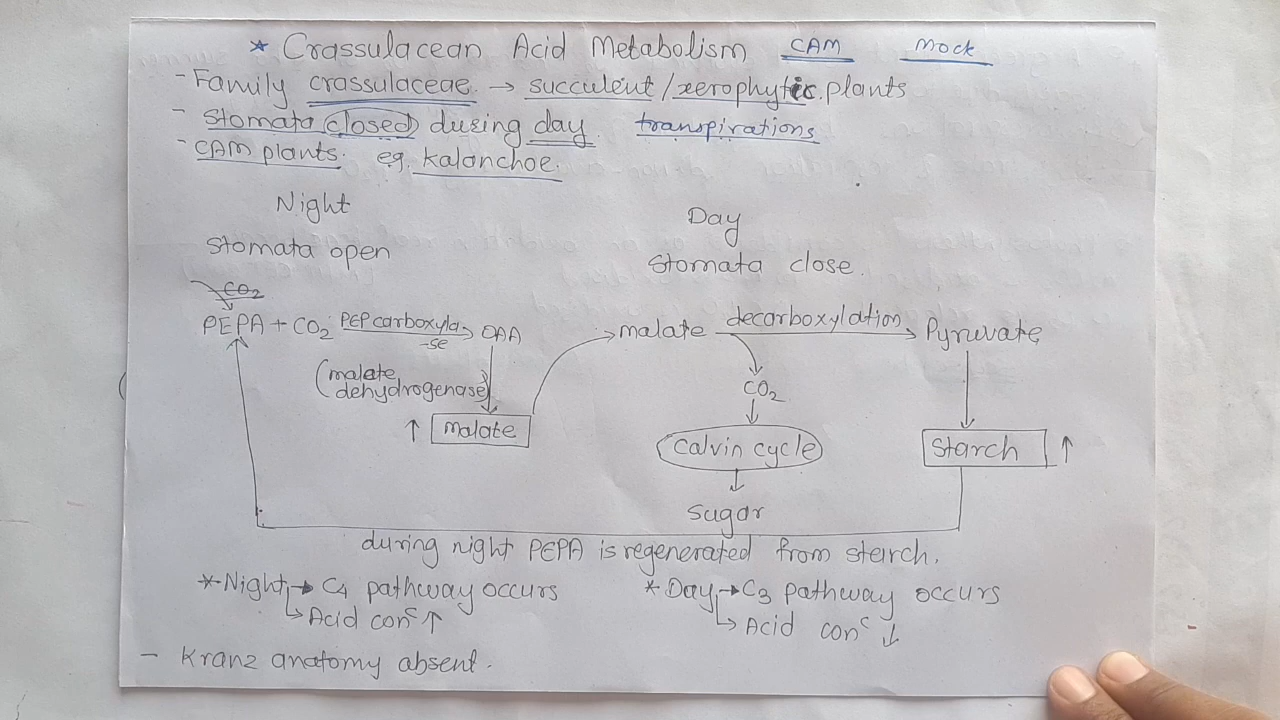 * Crassulacean Acid Metabolism CAM Mock
- Family crassulaceae. → succulent/xerophytic plants
- Stomata closed during day. transpirations
- CAM plants. eg. Kalanchoe.
Night
Stomata open
Day
Stomata close.
CO₂
PEPA + CO₂ PEP carboxyla-se → OAA
(malate
dehydrogenase)
↑ Malate
→ malate decarboxylation → Pyruvate
CO₂
Calvin cycle
Sugar
Starch ↑
during night PEPA is regenerated from starch.
* Night → C₄ pathway occurs
↳ Acid conᶜ ↑
* Day → C₃ pathway occurs
↳ Acid conᶜ ↓
- Kranz anatomy absent.